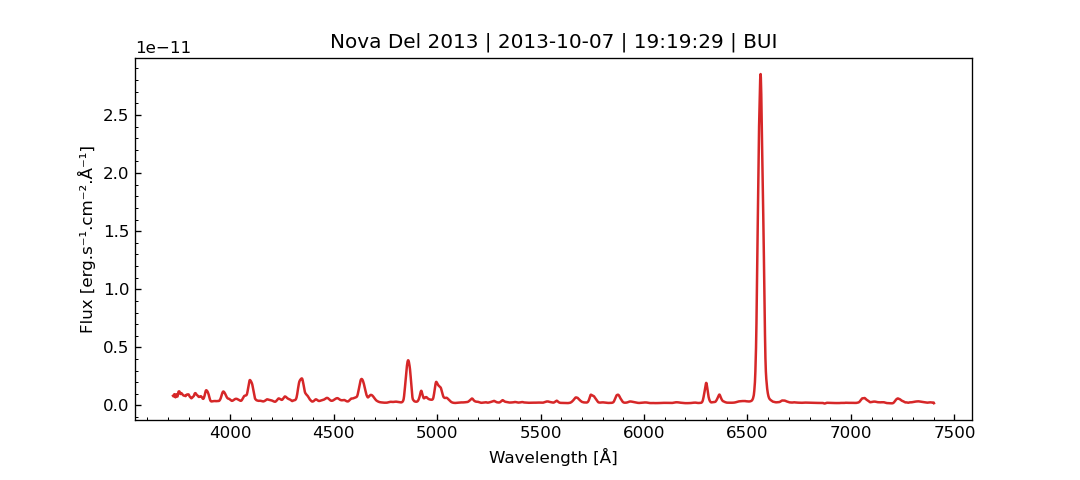 Nova Del 2013 | 2013-10-07 | 19:19:29 | BUI
1e−11
2.5
2.0
1.5
1.0
0.5
0.0
Flux [erg.s⁻¹.cm⁻².Å⁻¹]
4000 4500 5000 5500 6000 6500 7000 7500
Wavelength [Å]